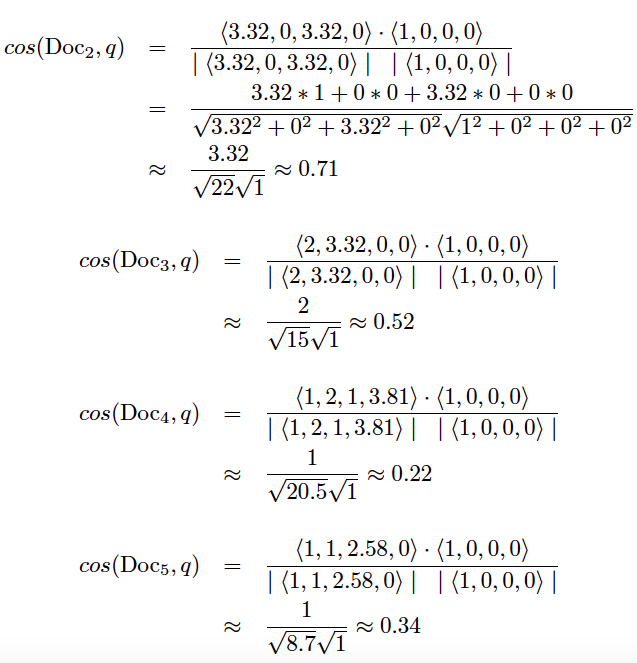 cos(Doc₂, q) = ⟨3.32, 0, 3.32, 0⟩ · ⟨1, 0, 0, 0⟩
| ⟨3.32, 0, 3.32, 0⟩ | | ⟨1, 0, 0, 0⟩ |
= 3.32 ∗ 1 + 0 ∗ 0 + 3.32 ∗ 0 + 0 ∗ 0
√3.32² + 0² + 3.32² + 0² √1² + 0² + 0² + 0²
≈ 3.32
√22√1 ≈ 0.71
cos(Doc₃, q) = ⟨2, 3.32, 0, 0⟩ · ⟨1, 0, 0, 0⟩
| ⟨2, 3.32, 0, 0⟩ | | ⟨1, 0, 0, 0⟩ |
≈ 2
√15√1 ≈ 0.52
cos(Doc₄, q) = ⟨1, 2, 1, 3.81⟩ · ⟨1, 0, 0, 0⟩
| ⟨1, 2, 1, 3.81⟩ | | ⟨1, 0, 0, 0⟩ |
≈ 1
√20.5√1 ≈ 0.22
cos(Doc₅, q) = ⟨1, 1, 2.58, 0⟩ · ⟨1, 0, 0, 0⟩
| ⟨1, 1, 2.58, 0⟩ | | ⟨1, 0, 0, 0⟩ |
≈ 1
√8.7√1 ≈ 0.34